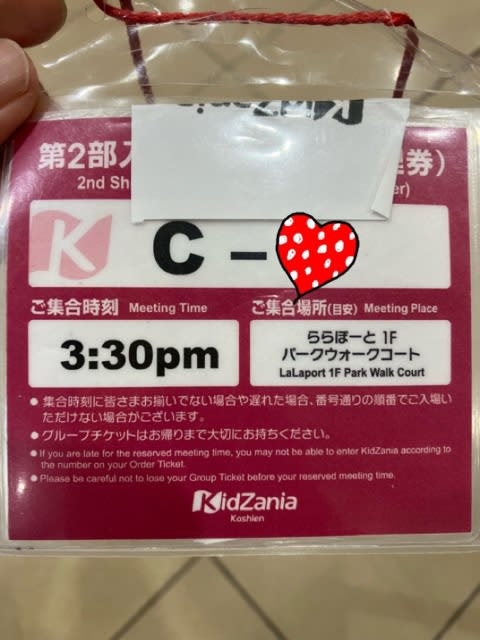 KidZania
第2部入 理券)
2nd Sh er)
K
C –
ご集合時刻 Meeting Time
ご集合場所(目安) Meeting Place
3:30pm
ららぽーと 1F
パークウォークコート
LaLaport 1F Park Walk Court
● 集合時刻に皆さまお揃いでない場合や遅れた場合、番号通りの順番でご入場い
ただけない場合がございます。
● グループチケットはお帰りまで大切にお持ちください。
● If you are late for the reserved meeting time, you may not be able to enter KidZania according to
the number on your Order Ticket.
● Please be careful not to lose your Group Ticket before your reserved meeting time.
KidZania
Koshien